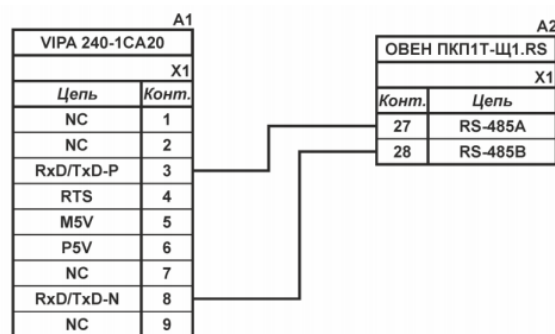 A1
VIPA 240-1CA20
X1
Цепь Конт.
NC 1
NC 2
RxD/TxD-P 3
RTS 4
M5V 5
P5V 6
NC 7
RxD/TxD-N 8
NC 9
A2
ОВЕН ПКП1Т-Щ1.RS
X1
Конт. Цепь
27 RS-485A
28 RS-485B